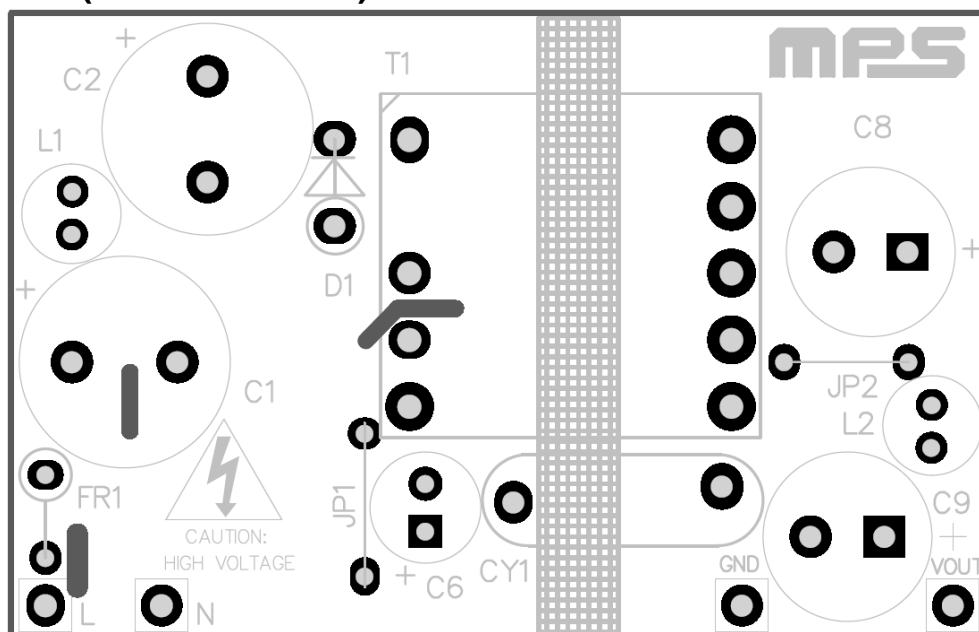 MPS
T1
C2
C8
L1
D1
JP2
C1
L2
FR1
JP1
C9
CAUTION:
HIGH VOLTAGE
CY1
GND
VOUT
C6
L
N